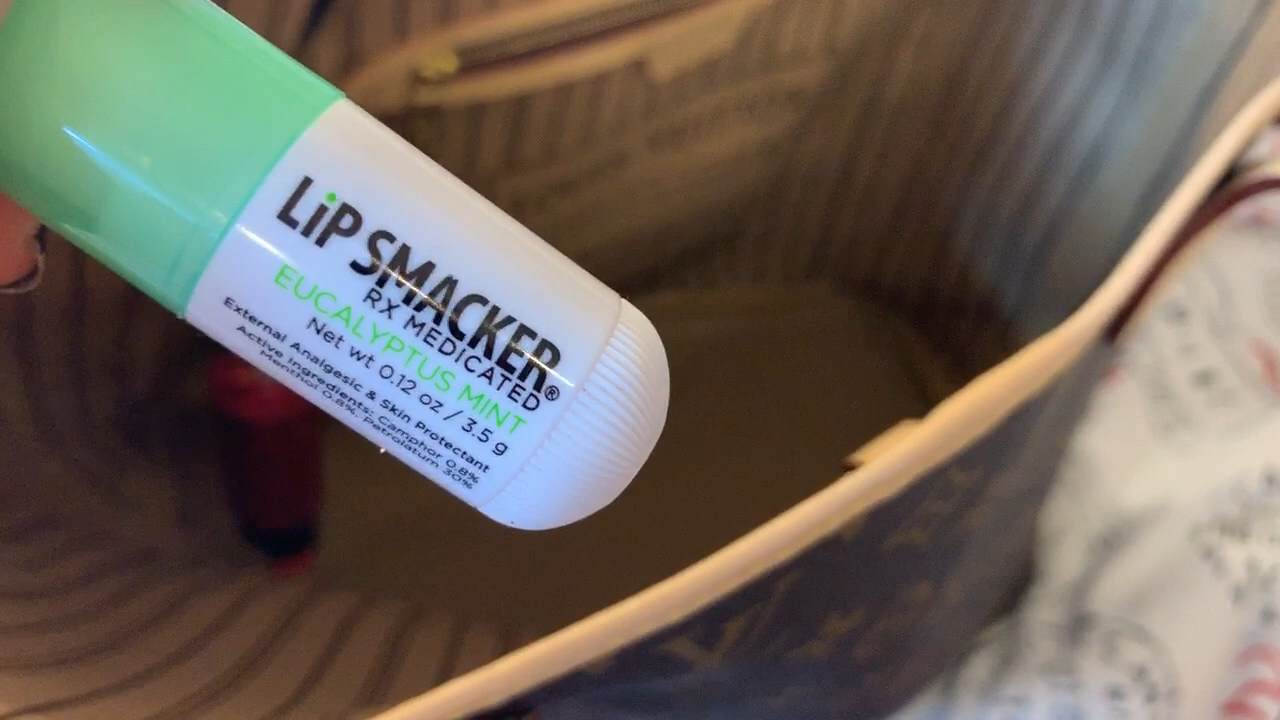 LiP SMACKER®
RX MEDICATED
EUCALYPTUS MINT
Net wt 0.12 oz / 3.5 g
External Analgesic & Skin Protectant
Active Ingredients: Camphor 0.8%
Menthol 0.8%, Petrolatum 30%